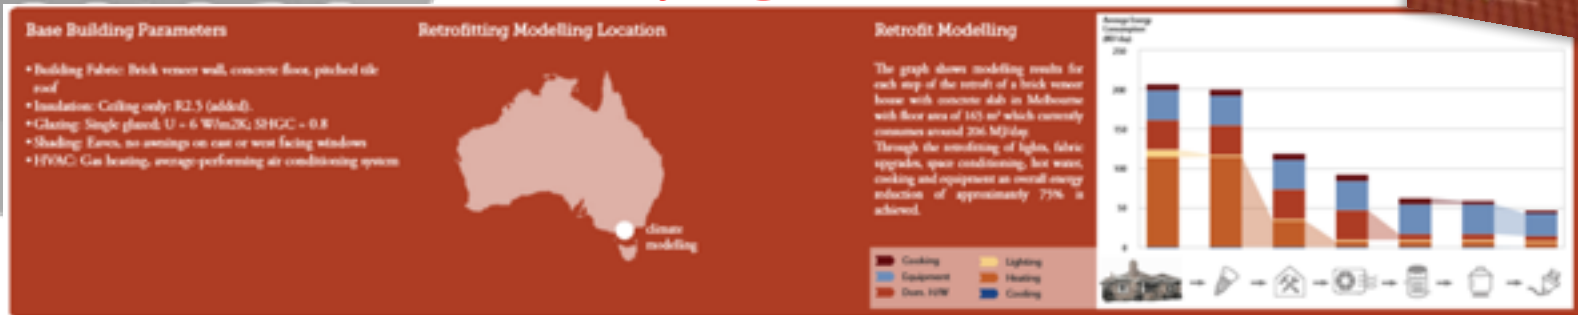 Base Building Parameters
• Building Fabric: Brick veneer wall, concrete floor, pitched tile
roof
• Insulation: Ceiling only: R2.5 (added).
• Glazing: Single glazed; U – 6 W/m2K; SHGC – 0.8
• Shading: Eaves, no awnings on east or west facing windows
• HVAC: Gas heating, average-performing air conditioning system
Retrofitting Modelling Location
climate
modelling
Retrofit Modelling
The graph shows modelling results for
each step of the retrofit of a brick veneer
house with concrete slab in Melbourne
with floor area of 165 m² which currently
consumes around 206 MJ/day.
Through the retrofitting of lights, fabric
upgrades, space conditioning, hot water,
cooking and equipment an overall energy
reduction of approximately 75% is
achieved.
Cooking
Equipment
Dom. H/W
Lighting
Heating
Cooling
Average Energy
Consumption
(MJ/day)
250
200
150
100
50
0